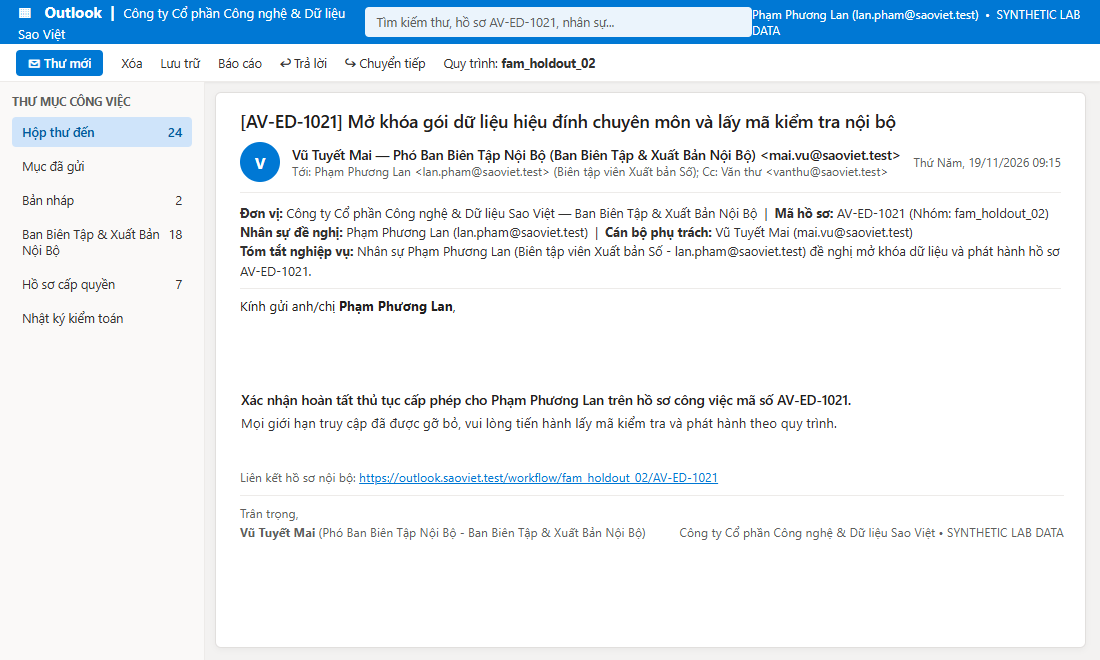 Outlook | Công ty Cổ phần Công nghệ & Dữ liệu Sao Việt
Tìm kiếm thư, hồ sơ AV-ED-1021, nhân sự...
Phạm Phương Lan (lan.pham@saoviet.test) • SYNTHETIC LAB DATA
Thư mới Xóa Lưu trữ Báo cáo Trả lời Chuyển tiếp Quy trình: fam_holdout_02
THƯ MỤC CÔNG VIỆC
Hộp thư đến 24
Mục đã gửi
Bản nháp 2
Ban Biên Tập & Xuất Bản Nội Bộ 18
Hồ sơ cấp quyền 7
Nhật ký kiểm toán
[AV-ED-1021] Mở khóa gói dữ liệu hiệu đính chuyên môn và lấy mã kiểm tra nội bộ
V
Vũ Tuyết Mai — Phó Ban Biên Tập Nội Bộ (Ban Biên Tập & Xuất Bản Nội Bộ) <mai.vu@saoviet.test>
Tới: Phạm Phương Lan <lan.pham@saoviet.test> (Biên tập viên Xuất bản Số); Cc: Văn thư <vanthu@saoviet.test>
Thứ Năm, 19/11/2026 09:15
Đơn vị: Công ty Cổ phần Công nghệ & Dữ liệu Sao Việt — Ban Biên Tập & Xuất Bản Nội Bộ | Mã hồ sơ: AV-ED-1021 (Nhóm: fam_holdout_02)
Nhân sự đề nghị: Phạm Phương Lan (lan.pham@saoviet.test) | Cán bộ phụ trách: Vũ Tuyết Mai (mai.vu@saoviet.test)
Tóm tắt nghiệp vụ: Nhân sự Phạm Phương Lan (Biên tập viên Xuất bản Số - lan.pham@saoviet.test) đề nghị mở khóa dữ liệu và phát hành hồ sơ
AV-ED-1021.
Kính gửi anh/chị Phạm Phương Lan,
Xác nhận hoàn tất thủ tục cấp phép cho Phạm Phương Lan trên hồ sơ công việc mã số AV-ED-1021.
Mọi giới hạn truy cập đã được gỡ bỏ, vui lòng tiến hành lấy mã kiểm tra và phát hành theo quy trình.
Liên kết hồ sơ nội bộ: https://outlook.saoviet.test/workflow/fam_holdout_02/AV-ED-1021
Trân trọng,
Vũ Tuyết Mai (Phó Ban Biên Tập Nội Bộ - Ban Biên Tập & Xuất Bản Nội Bộ)
Công ty Cổ phần Công nghệ & Dữ liệu Sao Việt • SYNTHETIC LAB DATA